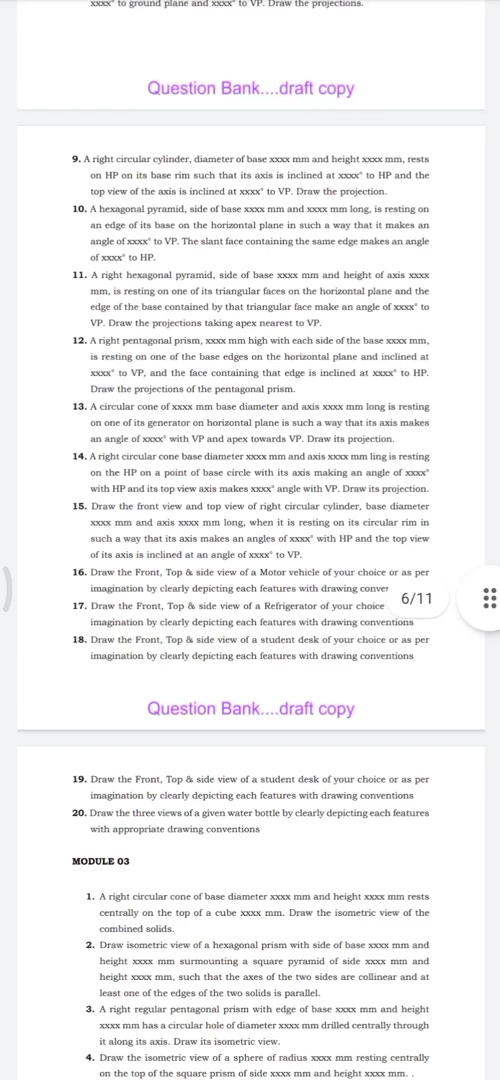 xxxx° to ground plane and xxxx° to VP. Draw the projections.
Question Bank....draft copy
9. A right circular cylinder, diameter of base xxxx mm and height xxxx mm, rests
on HP on its base rim such that its axis is inclined at xxxx° to HP and the
top view of the axis is inclined at xxxx° to VP. Draw the projection.
10. A hexagonal pyramid, side of base xxxx mm and xxxx mm long, is resting on
an edge of its base on the horizontal plane in such a way that it makes an
angle of xxxx° to VP. The slant face containing the same edge makes an angle
of xxxx° to HP.
11. A right hexagonal pyramid, side of base xxxx mm and height of axis xxxx
mm, is resting on one of its triangular faces on the horizontal plane and the
edge of the base contained by that triangular face make an angle of xxxx° to
VP. Draw the projections taking apex nearest to VP.
12. A right pentagonal prism, xxxx mm high with each side of the base xxxx mm,
is resting on one of the base edges on the horizontal plane and inclined at
xxxx° to VP, and the face containing that edge is inclined at xxxx° to HP.
Draw the projections of the pentagonal prism.
13. A circular cone of xxxx mm base diameter and axis xxxx mm long is resting
on one of its generator on horizontal plane is such a way that its axis makes
an angle of xxxx° with VP and apex towards VP. Draw its projection.
14. A right circular cone base diameter xxxx mm and axis xxxx mm ling is resting
on the HP on a point of base circle with its axis making an angle of xxxx°
with HP and its top view axis makes xxxx° angle with VP. Draw its projection.
15. Draw the front view and top view of right circular cylinder, base diameter
xxxx mm and axis xxxx mm long, when it is resting on its circular rim in
such a way that its axis makes an angles of xxxx° with HP and the top view
of its axis is inclined at an angle of xxxx° to VP.
16. Draw the Front, Top & side view of a Motor vehicle of your choice or as per
imagination by clearly depicting each features with drawing conver
6/11
17. Draw the Front, Top & side view of a Refrigerator of your choice
imagination by clearly depicting each features with drawing conventions
18. Draw the Front, Top & side view of a student desk of your choice or as per
imagination by clearly depicting each features with drawing conventions
Question Bank....draft copy
19. Draw the Front, Top & side view of a student desk of your choice or as per
imagination by clearly depicting each features with drawing conventions
20. Draw the three views of a given water bottle by clearly depicting each features
with appropriate drawing conventions
MODULE 03
1. A right circular cone of base diameter xxxx mm and height xxxx mm rests
centrally on the top of a cube xxxx mm. Draw the isometric view of the
combined solids.
2. Draw isometric view of a hexagonal prism with side of base xxxx mm and
height xxxx mm surmounting a square pyramid of side xxxx mm and
height xxxx mm, such that the axes of the two sides are collinear and at
least one of the edges of the two solids is parallel.
3. A right regular pentagonal prism with edge of base xxxx mm and height
xxxx mm has a circular hole of diameter xxxx mm drilled centrally through
it along its axis. Draw its isometric view.
4. Draw the isometric view of a sphere of radius xxxx mm resting centrally
on the top of the square prism of side xxxx mm and height xxxx mm. .